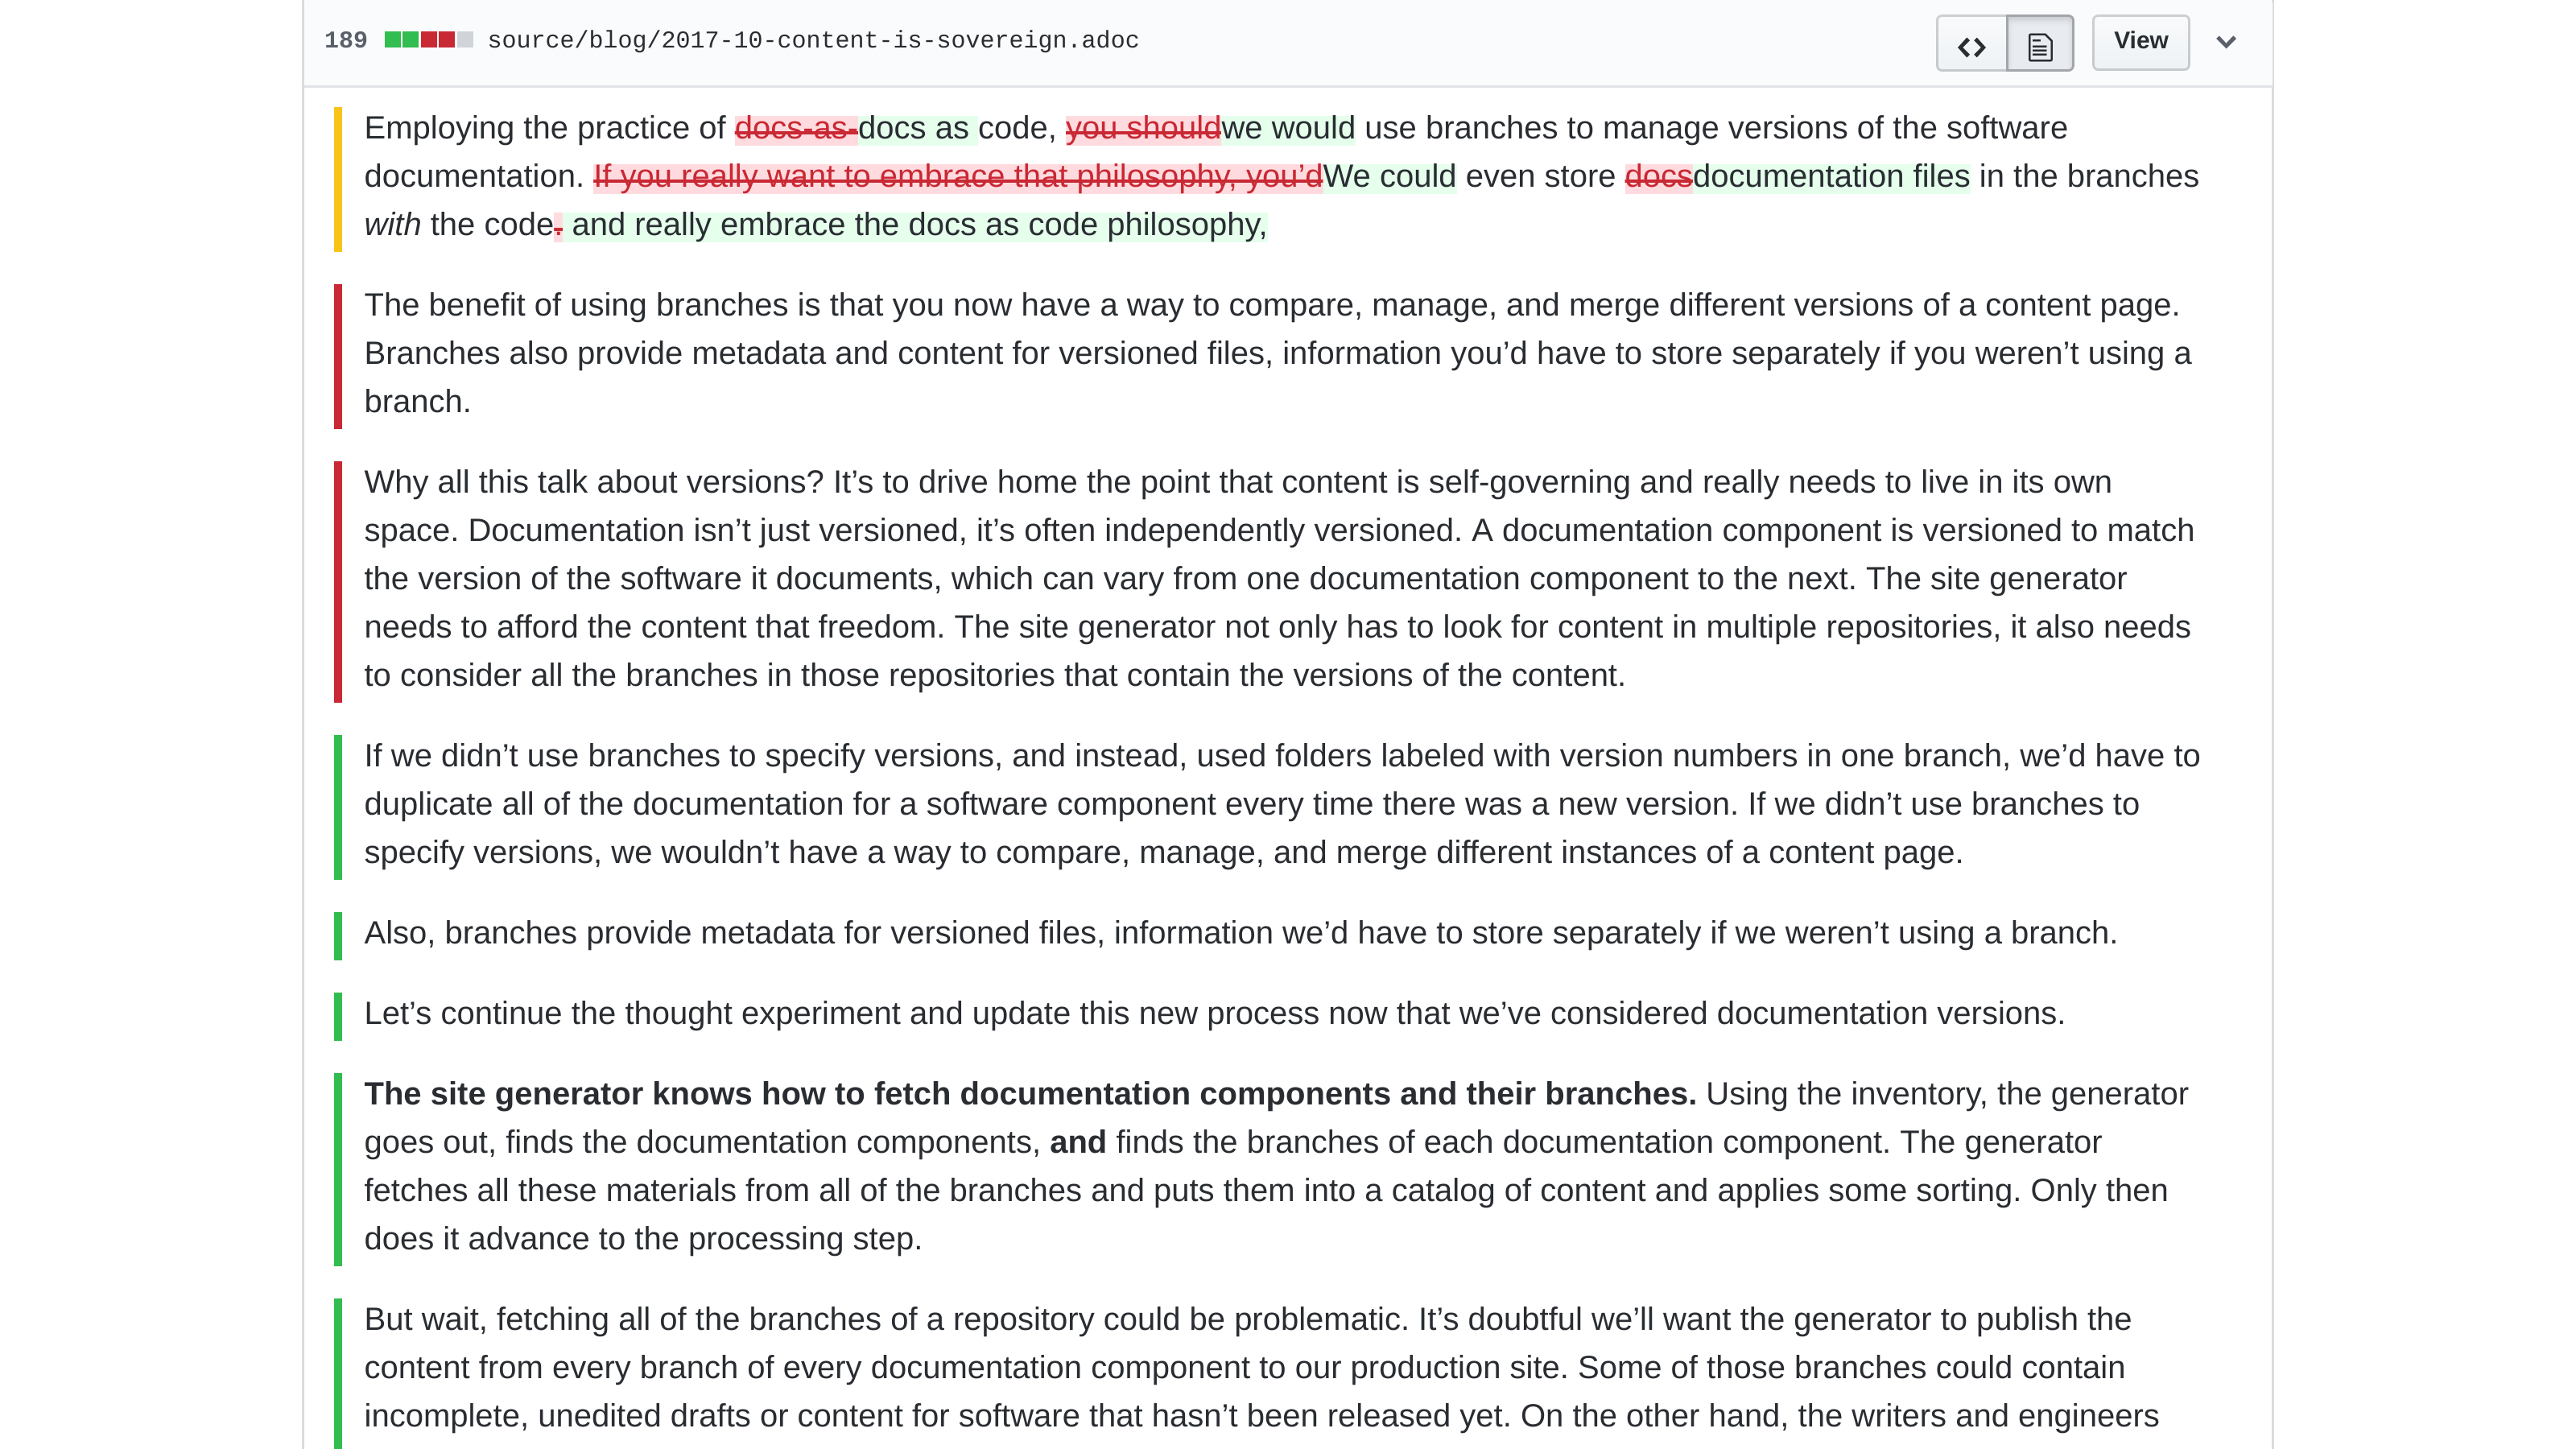 189 source/blog/2017-10-content-is-sovereign.adoc View
Employing the practice of docs-as-docs as code, you shouldwe would use branches to manage versions of the software
documentation. If you really want to embrace that philosophy, you’dWe could even store docsdocumentation files in the branches
with the code. and really embrace the docs as code philosophy,
The benefit of using branches is that you now have a way to compare, manage, and merge different versions of a content page.
Branches also provide metadata and content for versioned files, information you’d have to store separately if you weren’t using a
branch.
Why all this talk about versions? It’s to drive home the point that content is self-governing and really needs to live in its own
space. Documentation isn’t just versioned, it’s often independently versioned. A documentation component is versioned to match
the version of the software it documents, which can vary from one documentation component to the next. The site generator
needs to afford the content that freedom. The site generator not only has to look for content in multiple repositories, it also needs
to consider all the branches in those repositories that contain the versions of the content.
If we didn’t use branches to specify versions, and instead, used folders labeled with version numbers in one branch, we’d have to
duplicate all of the documentation for a software component every time there was a new version. If we didn’t use branches to
specify versions, we wouldn’t have a way to compare, manage, and merge different instances of a content page.
Also, branches provide metadata for versioned files, information we’d have to store separately if we weren’t using a branch.
Let’s continue the thought experiment and update this new process now that we’ve considered documentation versions.
The site generator knows how to fetch documentation components and their branches. Using the inventory, the generator
goes out, finds the documentation components, and finds the branches of each documentation component. The generator
fetches all these materials from all of the branches and puts them into a catalog of content and applies some sorting. Only then
does it advance to the processing step.
But wait, fetching all of the branches of a repository could be problematic. It’s doubtful we’ll want the generator to publish the
content from every branch of every documentation component to our production site. Some of those branches could contain
incomplete, unedited drafts or content for software that hasn’t been released yet. On the other hand, the writers and engineers